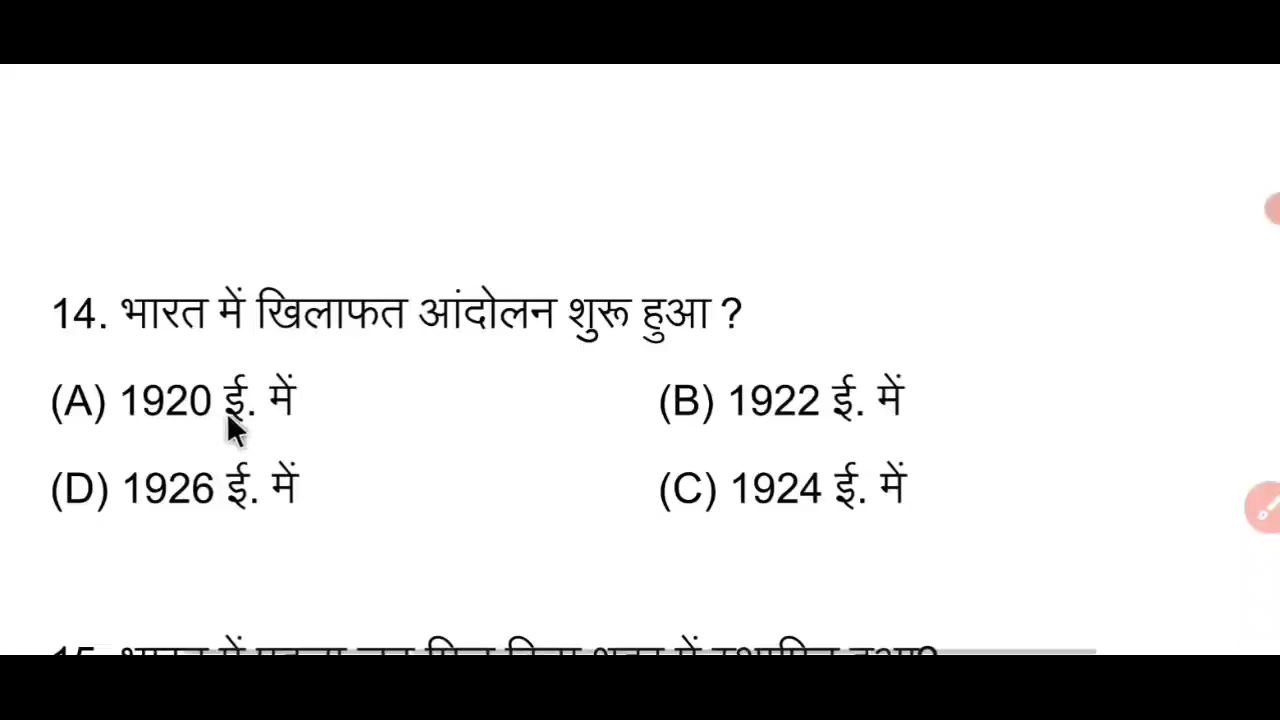 14. भारत में खिलाफत आंदोलन शुरू हुआ ?
(A) 1920 ई. में (B) 1922 ई. में
(D) 1926 ई. में (C) 1924 ई. में